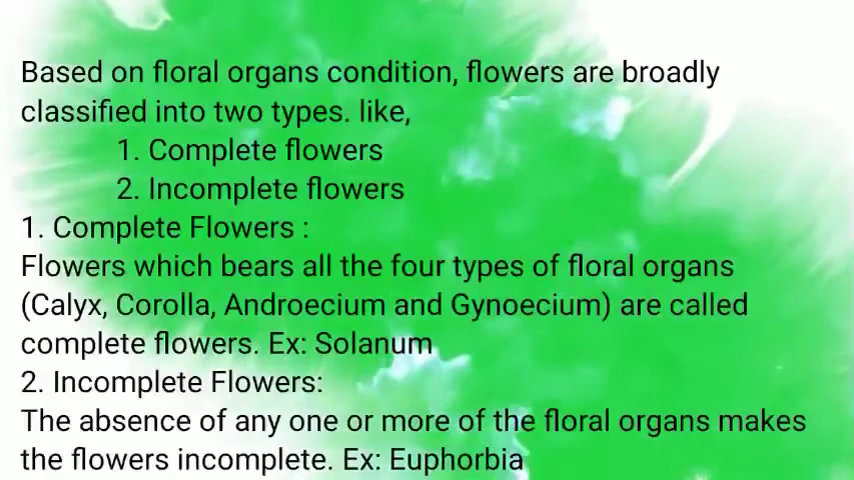 Based on floral organs condition, flowers are broadly
classified into two types. like,
1. Complete flowers
2. Incomplete flowers
1. Complete Flowers :
Flowers which bears all the four types of floral organs
(Calyx, Corolla, Androecium and Gynoecium) are called
complete flowers. Ex: Solanum
2. Incomplete Flowers:
The absence of any one or more of the floral organs makes
the flowers incomplete. Ex: Euphorbia